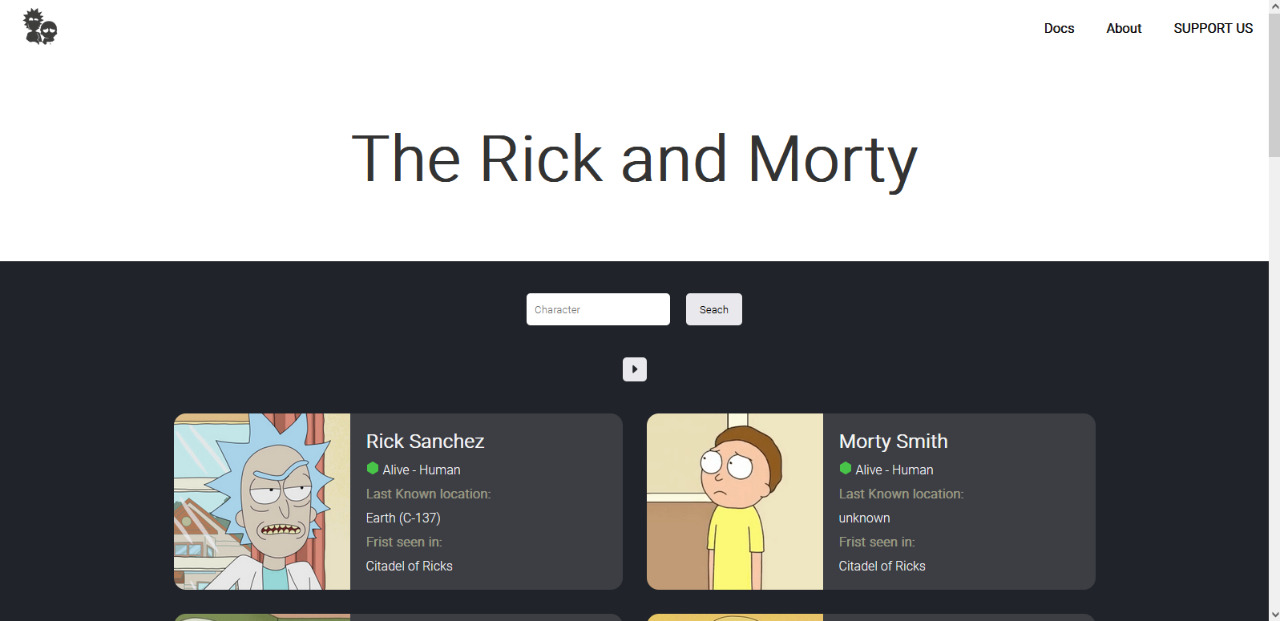 Docs About SUPPORT US
The Rick and Morty
Character Seach
Rick Sanchez
Alive - Human
Last Known location:
Earth (C-137)
Frist seen in:
Citadel of Ricks
Morty Smith
Alive - Human
Last Known location:
unknown
Frist seen in:
Citadel of Ricks